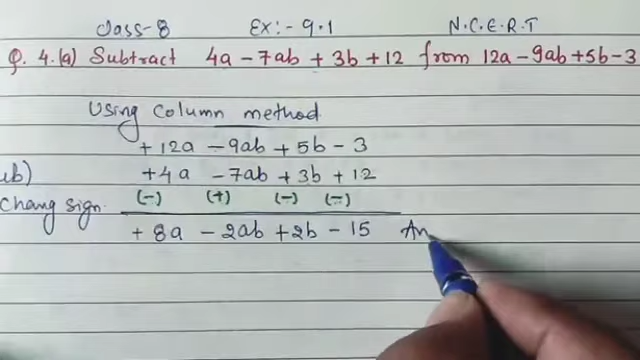 Class-8 Ex:- 9.1 N.C.E.R.T
Q. 4.(a) Subtract 4a - 7ab + 3b + 12 from 12a - 9ab + 5b - 3
Using Column method
+ 12a - 9ab + 5b - 3
ub) + 4a - 7ab + 3b + 12
Chang sign. (-) (+) (-) (-)
+ 8a - 2ab + 2b - 15 An